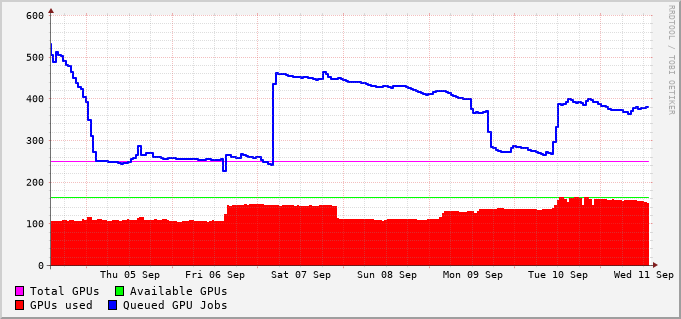 600
500
400
300
200
100
0
Thu 05 Sep Fri 06 Sep Sat 07 Sep Sun 08 Sep Mon 09 Sep Tue 10 Sep Wed 11 Sep
Total GPUs Available GPUs
GPUs used Queued GPU Jobs
RRDTOOL / TOBI OETIKER